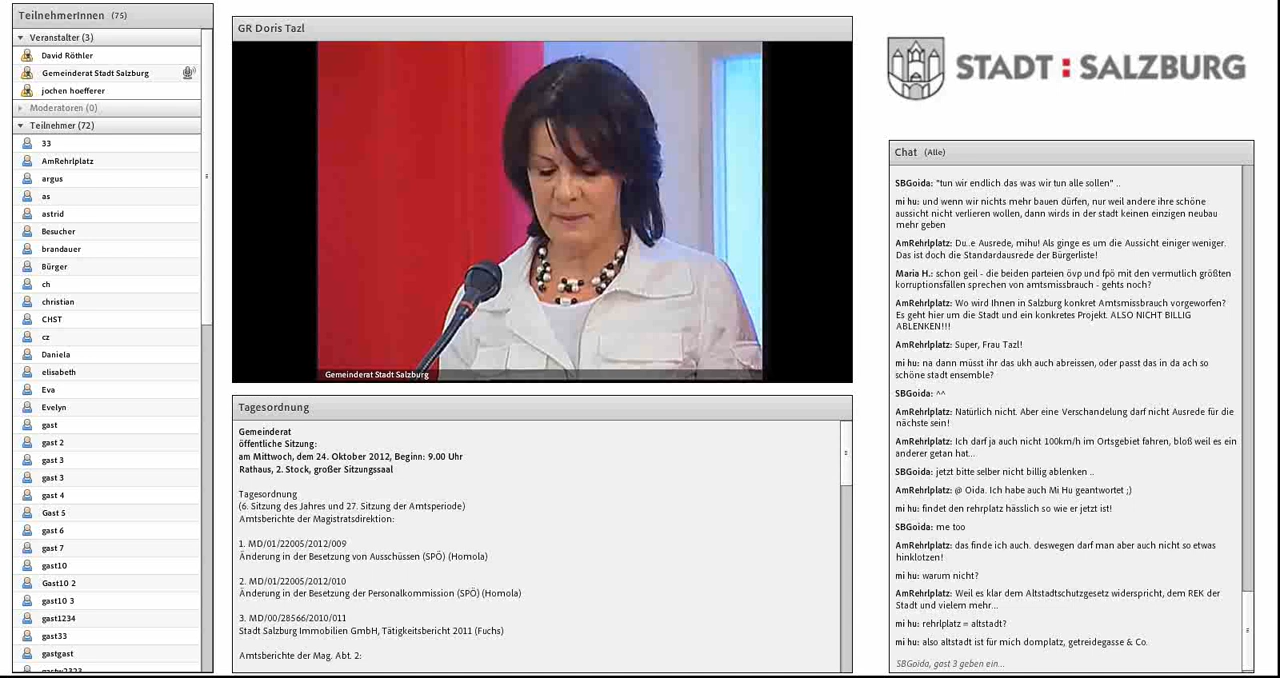 TeilnehmerInnen (75)
Veranstalter (3)
David Röthler
Gemeinderat Stadt Salzburg
jochen hoefferer
Moderatoren (0)
Teilnehmer (72)
33
AmRehrlplatz
argus
as
astrid
Besucher
brandauer
Bürger
ch
christian
CHST
cz
Daniela
elisabeth
Eva
Evelyn
gast
gast 2
gast 3
gast 3
gast 4
Gast 5
gast 6
gast 7
gast10
Gast10 2
gast10 3
gast1234
gast33
gastgast
gastw2323
GR Doris Tazl
Gemeinderat Stadt Salzburg
Tagesordnung
Gemeinderat
öffentliche Sitzung:
am Mittwoch, dem 24. Oktober 2012, Beginn: 9.00 Uhr
Rathaus, 2. Stock, großer Sitzungssaal
Tagesordnung
(6. Sitzung des Jahres und 27. Sitzung der Amtsperiode)
Amtsberichte der Magistratsdirektion:
1. MD/01/22005/2012/009
Änderung in der Besetzung von Ausschüssen (SPÖ) (Homola)
2. MD/01/22005/2012/010
Änderung in der Besetzung der Personalkommission (SPÖ) (Homola)
3. MD/00/28566/2010/011
Stadt Salzburg Immobilien GmbH, Tätigkeitsbericht 2011 (Fuchs)
Amtsberichte der Mag. Abt. 2:
STADT : SALZBURG
Chat (Alle)
SBGoida: "tun wir endlich das was wir tun alle sollen" ..
mi hu: und wenn wir nichts mehr bauen dürfen, nur weil andere ihre schöne
aussicht nicht verlieren wollen, dann wirds in der stadt keinen einzigen neubau
mehr geben
AmRehrlplatz: Du..e Ausrede, mihu! Als ginge es um die Aussicht einiger weniger.
Das ist doch die Standardausrede der Bürgerliste!
Maria H.: schon geil - die beiden parteien övp und fpö mit den vermutlich größten
korruptionsfällen sprechen von amtsmissbrauch - gehts noch?
AmRehrlplatz: Wo wird Ihnen in Salzburg konkret Amtsmissbrauch vorgeworfen?
Es geht hier um die Stadt und ein konkretes Projekt. ALSO NICHT BILLIG
ABLENKEN!!!
AmRehrlplatz: Super, Frau Tazl!
mi hu: na dann müsst ihr das ukh auch abreissen, oder passt das in da ach so
schöne stadt ensemble?
SBGoida: ^^
AmRehrlplatz: Natürlich nicht. Aber eine Verschandelung darf nicht Ausrede für die
nächste sein!
AmRehrlplatz: Ich darf ja auch nicht 100km/h im Ortsgebiet fahren, bloß weil es ein
anderer getan hat...
SBGoida: jetzt bitte selber nicht billig ablenken ..
AmRehrlplatz: @ Oida. Ich habe auch Mi Hu geantwortet ;)
mi hu: findet den rehrplatz hässlich so wie er jetzt ist!
SBGoida: me too
AmRehrlplatz: das finde ich auch. deswegen darf man aber auch nicht so etwas
hinklotzen!
mi hu: warum nicht?
AmRehrlplatz: Weil es klar dem Altstadtschutzgesetz widerspricht, dem REK der
Stadt und vielem mehr...
mi hu: rehrlplatz = altstadt?
mi hu: also altstadt ist für mich domplatz, getreidegasse & Co.
SBGoida, gast 3 geben ein...